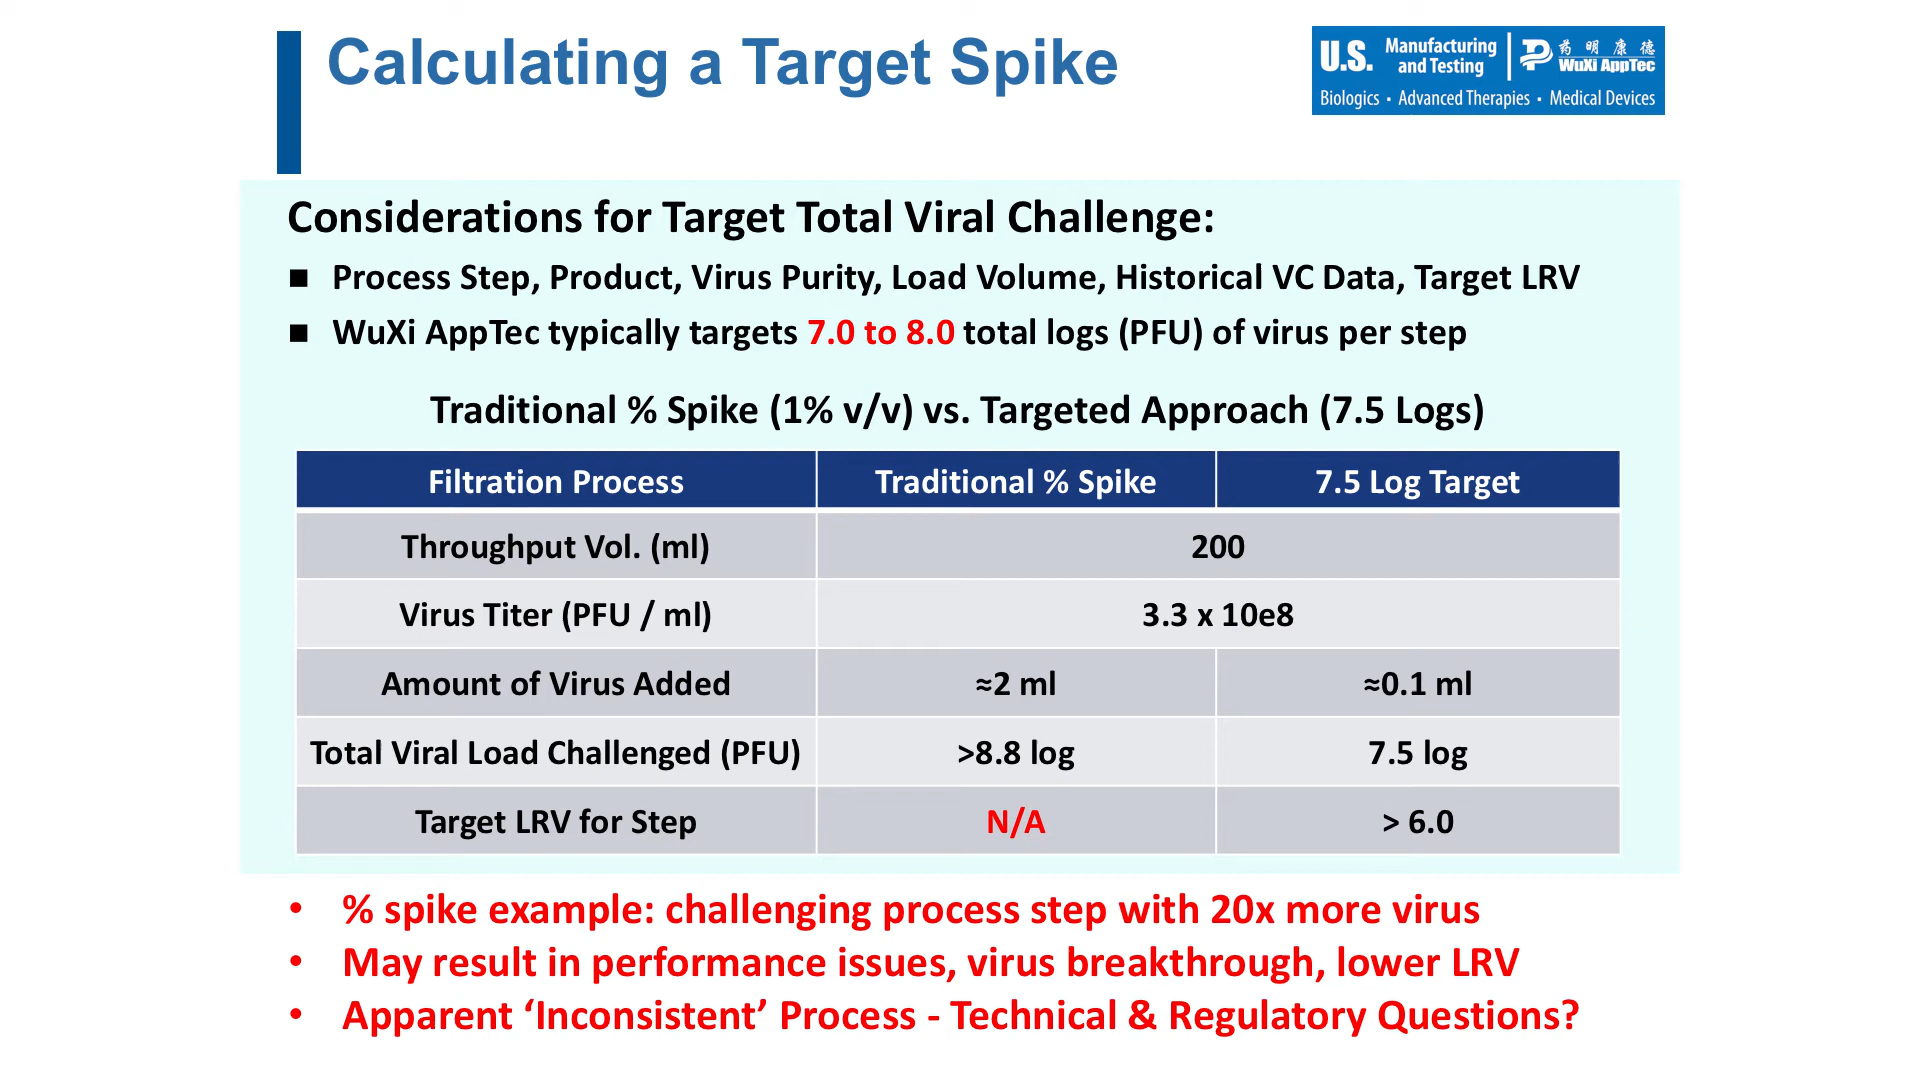 Calculating a Target Spike
U.S. Manufacturing and Testing
药明康德
WuXi AppTec
Biologics • Advanced Therapies • Medical Devices
Considerations for Target Total Viral Challenge:
■ Process Step, Product, Virus Purity, Load Volume, Historical VC Data, Target LRV
■ WuXi AppTec typically targets 7.0 to 8.0 total logs (PFU) of virus per step
Traditional % Spike (1% v/v) vs. Targeted Approach (7.5 Logs)
Filtration Process Traditional % Spike 7.5 Log Target
Throughput Vol. (ml) 200
Virus Titer (PFU / ml) 3.3 x 10e8
Amount of Virus Added ≈2 ml ≈0.1 ml
Total Viral Load Challenged (PFU) >8.8 log 7.5 log
Target LRV for Step N/A > 6.0
• % spike example: challenging process step with 20x more virus
• May result in performance issues, virus breakthrough, lower LRV
• Apparent ‘Inconsistent’ Process - Technical & Regulatory Questions?